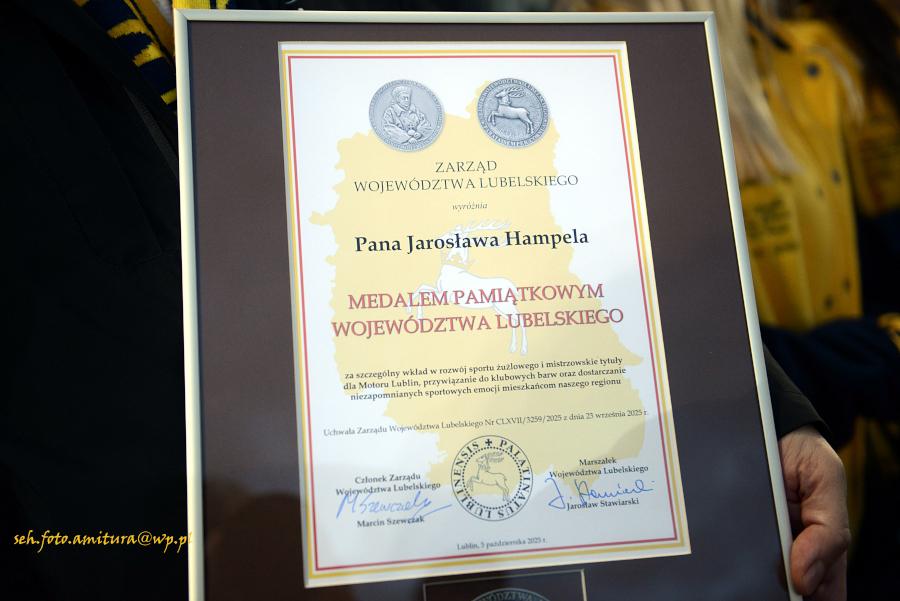 ZARZĄD
WOJEWÓDZTWA LUBELSKIEGO
wyróżnia
Pana Jarosława Hampela
MEDALEM PAMIĄTKOWYM
WOJEWÓDZTWA LUBELSKIEGO
za szczególny wkład w rozwój sportu żużlowego i mistrzowskie tytuły
dla Motoru Lublin, przywiązanie do klubowych barw oraz dostarczanie
niezapomnianych sportowych emocji mieszkańcom naszego regionu
Uchwała Zarządu Województwa Lubelskiego Nr CLXVII/3259/2025 z dnia 23 września 2025 r.
Członek Zarządu
Województwa Lubelskiego
MSzewczak
Marcin Szewczak
PALATINATUS LUBLINENSIS
Marszałek
Województwa Lubelskiego
Jarosław Stawiarski
Lublin, 5 października 2025 r.
seh.foto.amitura@wp.pl